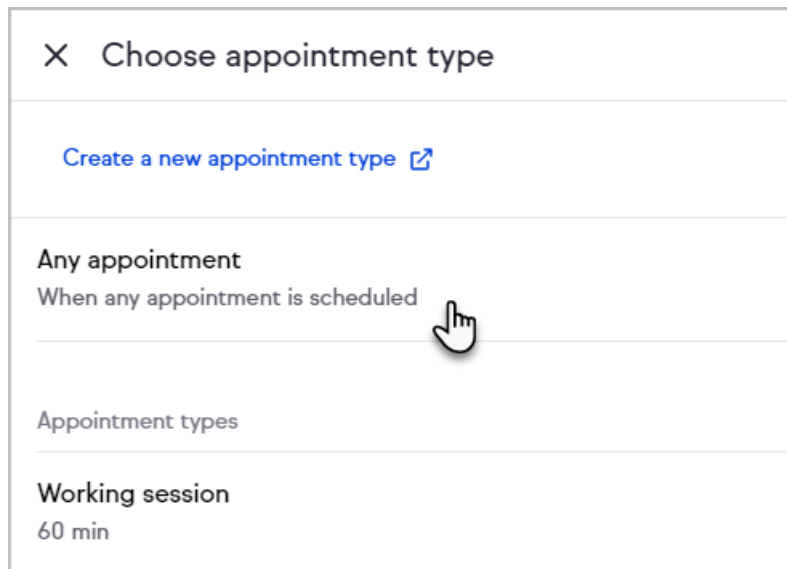 Choose appointment type
Create a new appointment type
Any appointment
When any appointment is scheduled
Appointment types
Working session
60 min